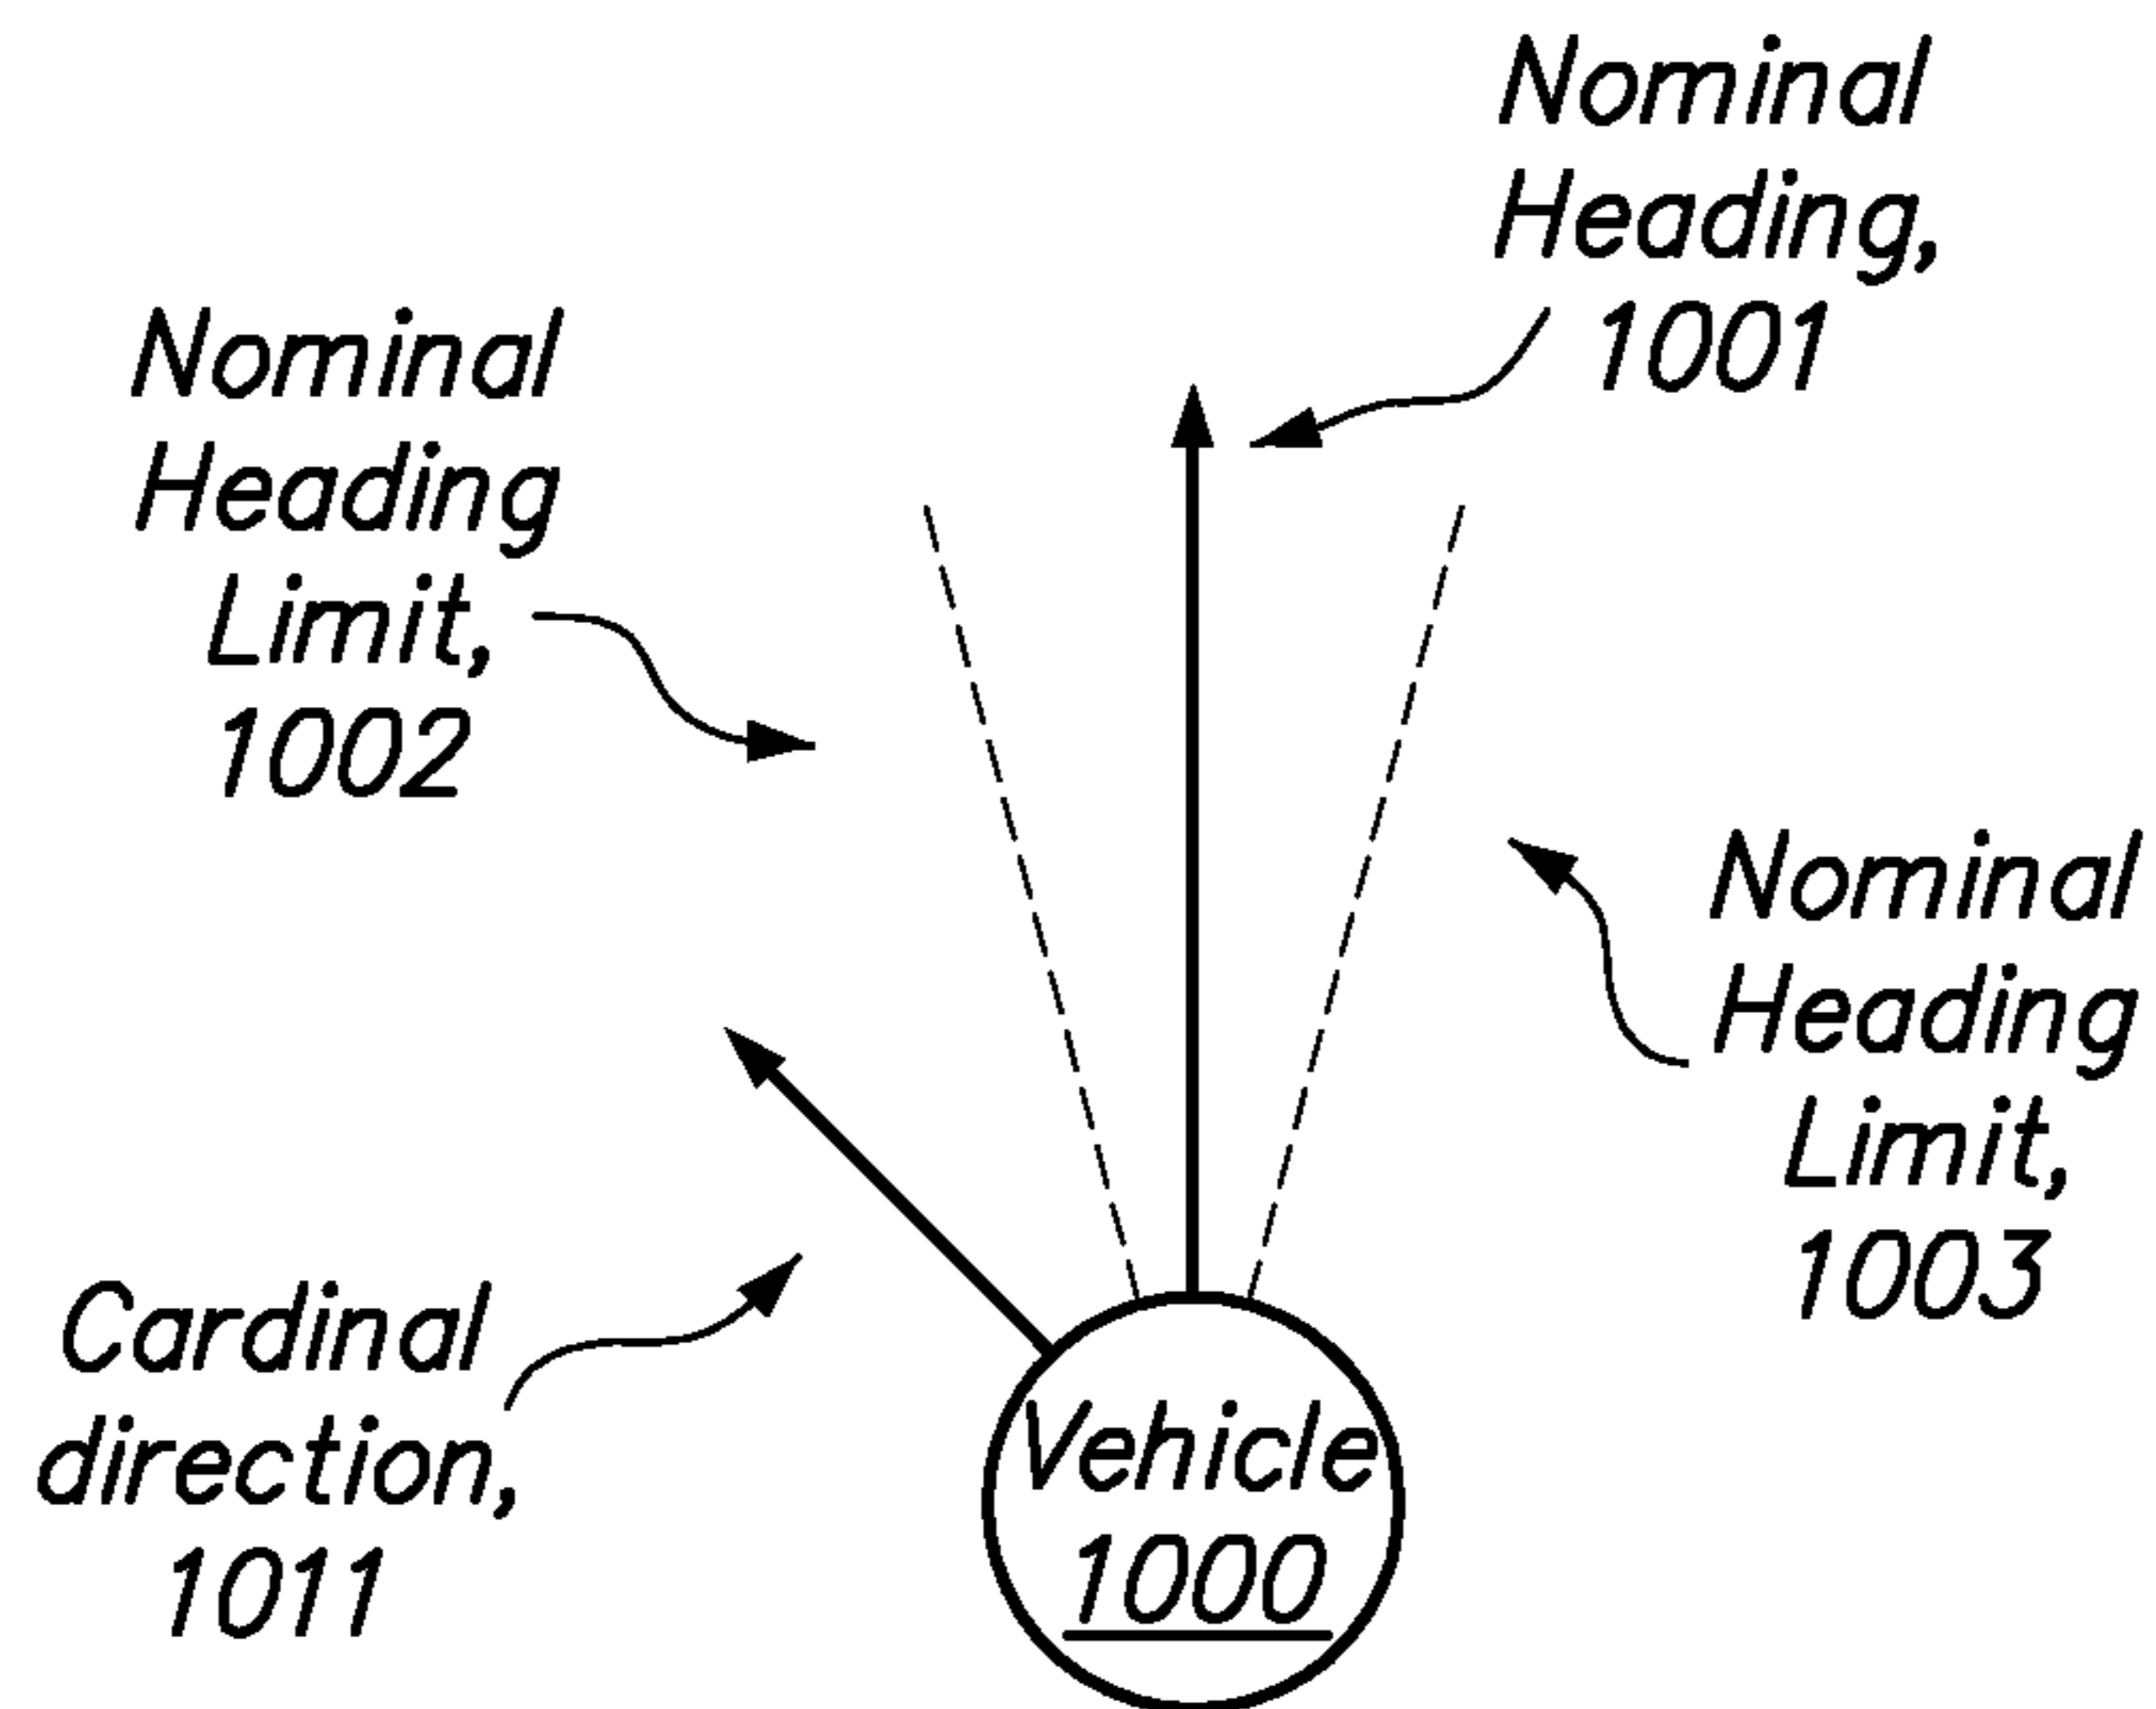 Nominal
Heading,
1001
Nominal
Heading
Limit,
1002
Nominal
Heading
Limit,
1003
Cardinal
direction,
1011
Vehicle
1000